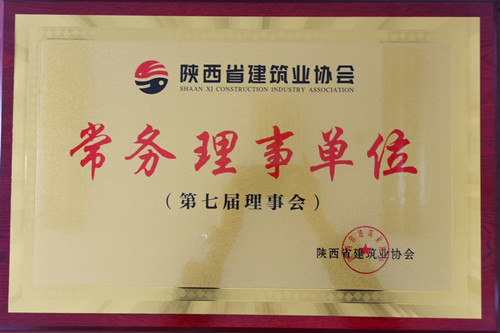 陕西省建筑业协会
SHAAN XI CONSTRUCTION INDUSTRY ASSOCIATION
常务理事单位
(第七届理事会)
陕西省建筑业协会